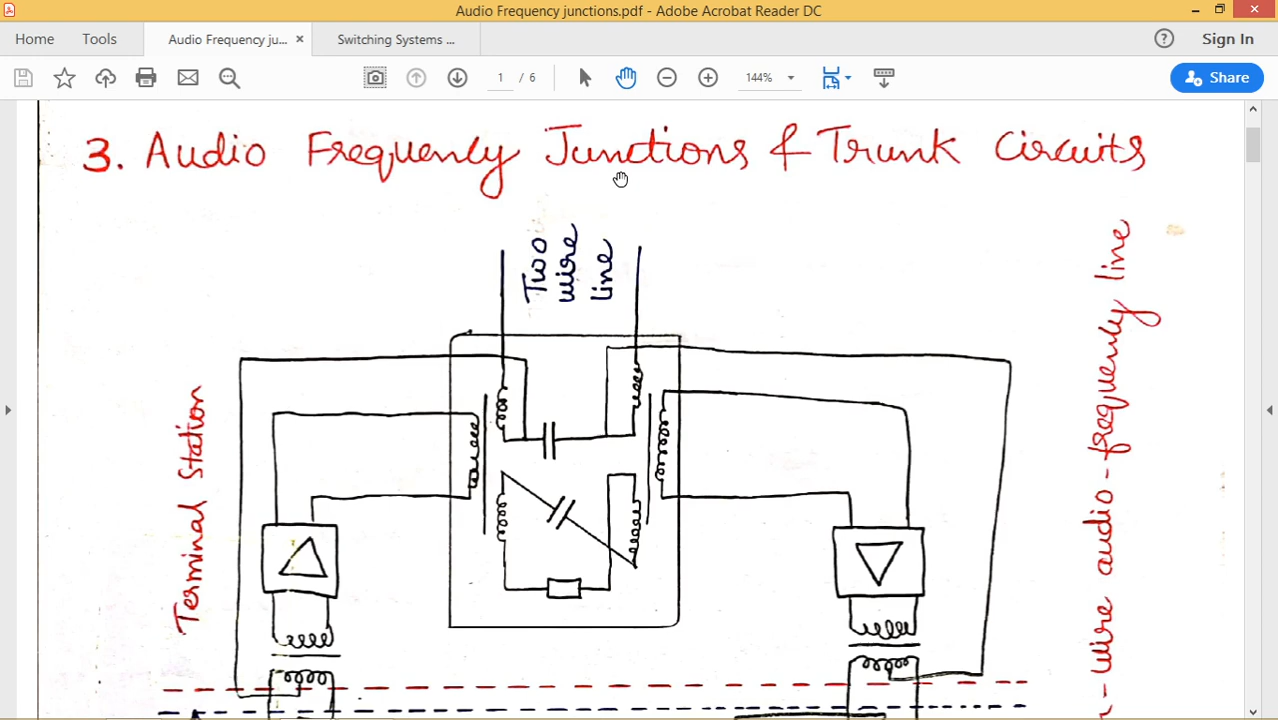 Audio Frequency junctions.pdf - Adobe Acrobat Reader DC
Home Tools Audio Frequency ju... × Switching Systems ... ? Sign In
1 / 6 144% Share
3. Audio Frequency Junctions & Trunk Circuits
Two
wire
line
Terminal Station
- wire audio-frequency line